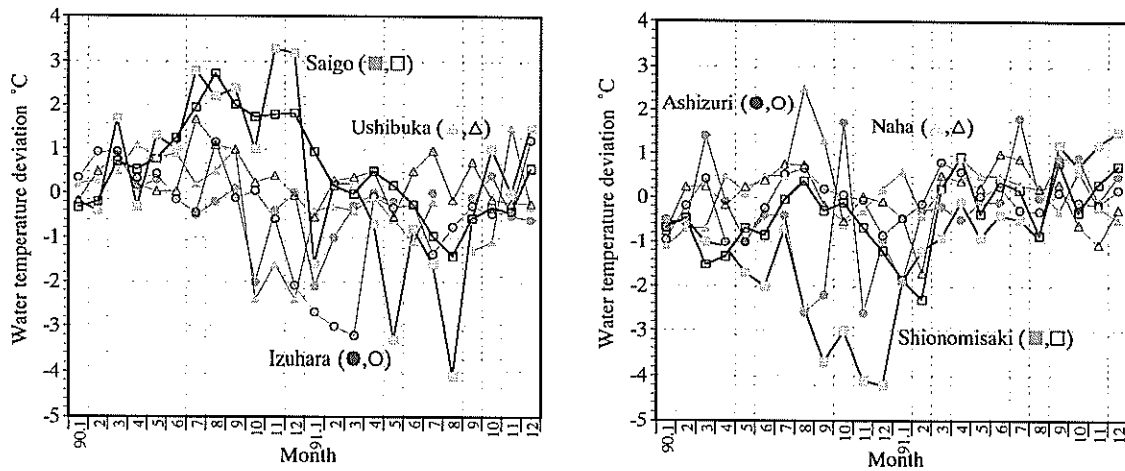 Water temperature deviation °C
4
3
2
1
0
-1
-2
-3
-4
-5
Saigo (■,□)
Ushibuka (▲,△)
Izuhara (●,○)
90.1 2 3 4 5 6 7 8 9 10 11 12 91.1 2 3 4 5 6 7 8 9 10 11 12
Month
Water temperature deviation °C
4
3
2
1
0
-1
-2
-3
-4
-5
Ashizuri (●,○)
Naha (▲,△)
Shionomisaki (■,□)
90.1 2 3 4 5 6 7 8 9 10 11 12 91.1 2 3 4 5 6 7 8 9 10 11 12
Month